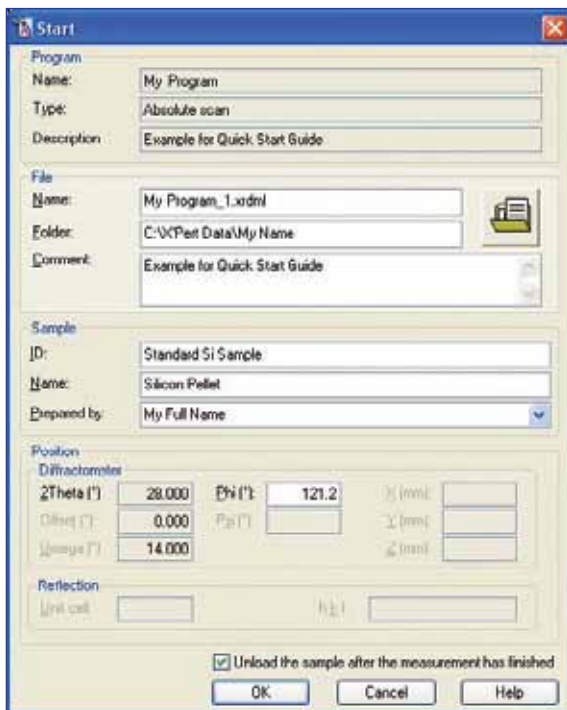 Start
Program
Name: My Program
Type: Absolute scan
Description Example for Quick Start Guide
File
Name: My Program_1.xrdml
Folder: C:\X'Pert Data\My Name
Comment: Example for Quick Start Guide
Sample
ID: Standard Si Sample
Name: Silicon Pellet
Prepared by: My Full Name
Position
Diffractometer
2Theta (°) 28.000 Phi (°): 121.2 X (mm):
Offset (°) 0.000 Psi (°) Y (mm):
Omega (°) 14.000 Z (mm):
Reflection
Unit cell h k l
Unload the sample after the measurement has finished
OK Cancel Help